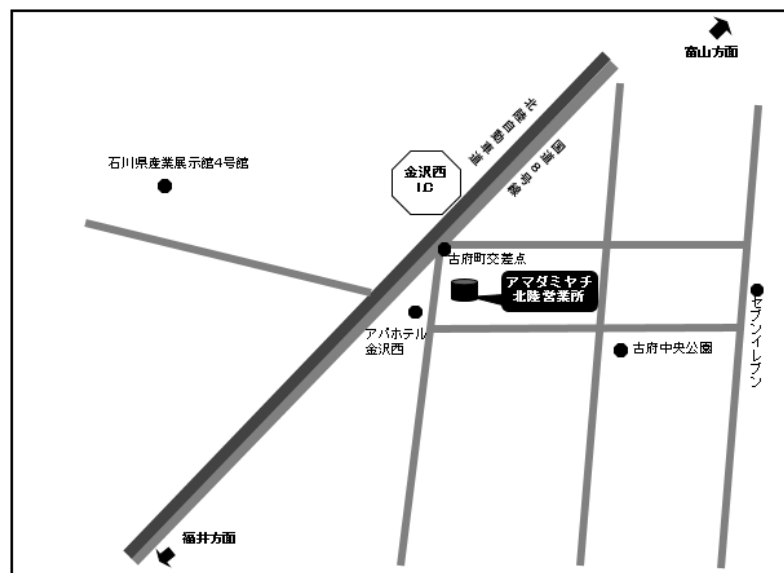 富山方面
北陸自動車道
国道8号線
石川県産業展示館4号館
金沢西
I.C
古府町交差点
アマダミヤチ
北陸営業所
アパホテル
金沢西
古府中央公園
セブンイレブン
福井方面